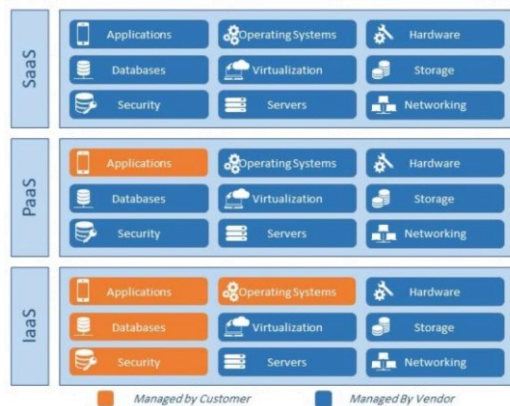 SaaS
Applications
Operating Systems
Hardware
Databases
Virtualization
Storage
Security
Servers
Networking
PaaS
Applications
Operating Systems
Hardware
Databases
Virtualization
Storage
Security
Servers
Networking
IaaS
Applications
Operating Systems
Hardware
Databases
Virtualization
Storage
Security
Servers
Networking
Managed by Customer
Managed By Vendor